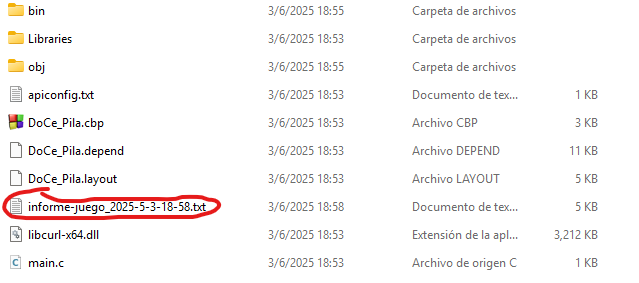 bin 3/6/2025 18:55 Carpeta de archivos
Libraries 3/6/2025 18:53 Carpeta de archivos
obj 3/6/2025 18:55 Carpeta de archivos
apiconfig.txt 3/6/2025 18:53 Documento de tex... 1 KB
DoCe_Pila.cbp 3/6/2025 18:53 Archivo CBP 3 KB
DoCe_Pila.depend 3/6/2025 18:53 Archivo DEPEND 11 KB
DoCe_Pila.layout 3/6/2025 18:53 Archivo LAYOUT 5 KB
informe-juego_2025-5-3-18-58.txt 3/6/2025 18:58 Documento de tex... 5 KB
libcurl-x64.dll 3/6/2025 18:53 Extensión de la apl... 3,212 KB
main.c 3/6/2025 18:53 Archivo de origen C 1 KB